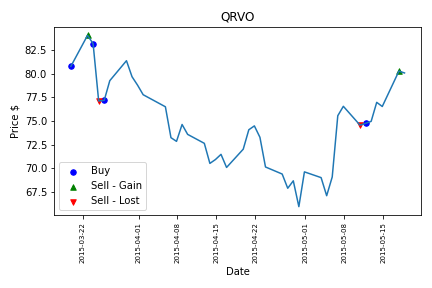 QRVO
Price $
82.5
80.0
77.5
75.0
72.5
70.0
67.5
Buy
Sell - Gain
Sell - Lost
2015-03-22
2015-04-01
2015-04-08
2015-04-15
2015-04-22
2015-05-01
2015-05-08
2015-05-15
Date